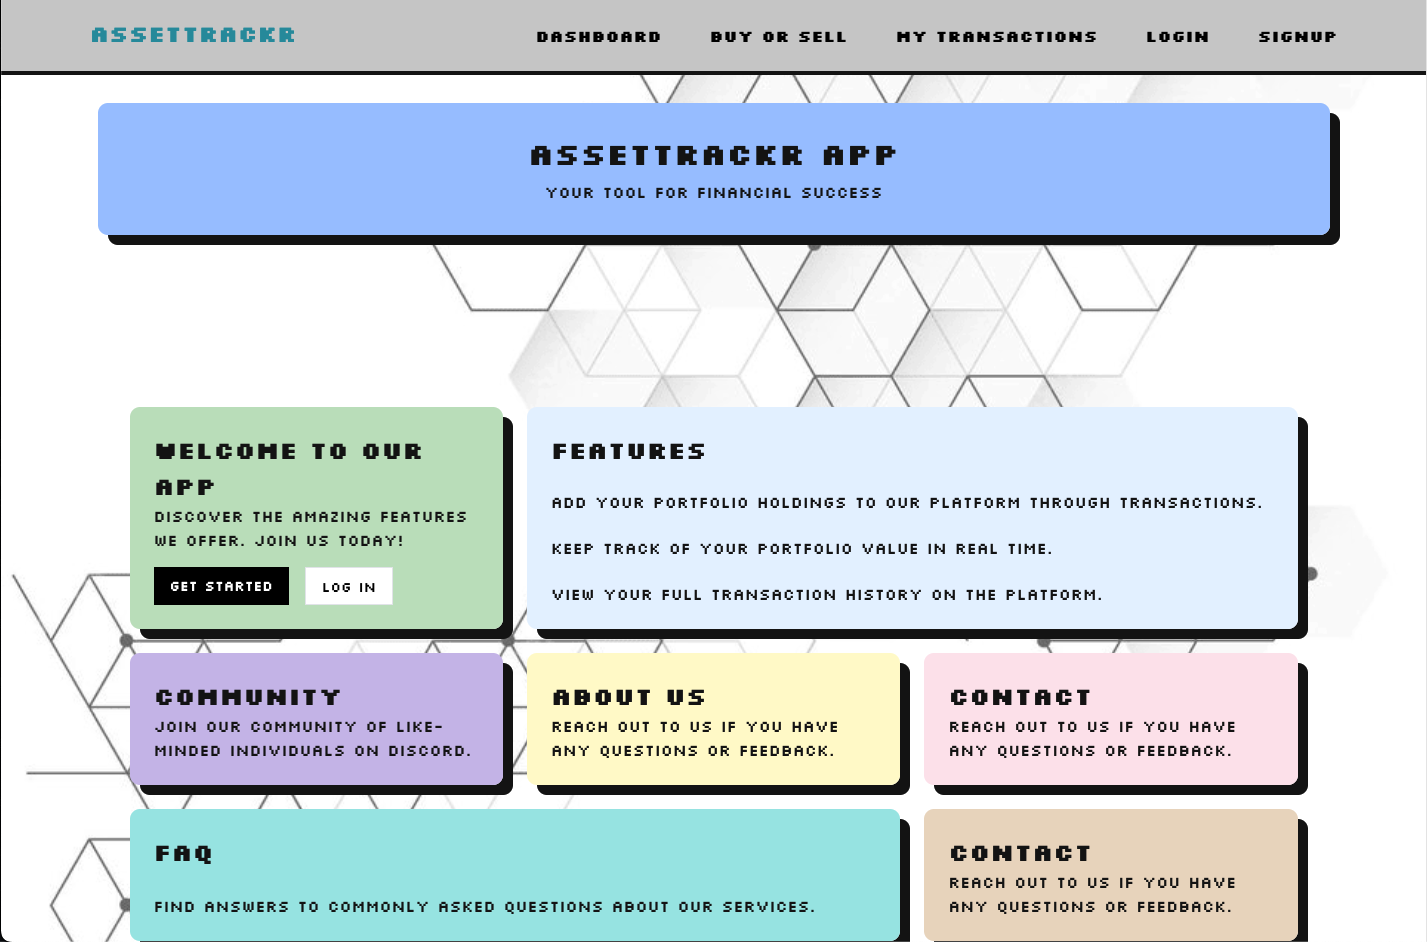 ASSETTRACKR
DASHBOARD
BUY OR SELL
MY TRANSACTIONS
LOGIN
SIGNUP
ASSETTRACKR APP
YOUR TOOL FOR FINANCIAL SUCCESS
WELCOME TO OUR
APP
DISCOVER THE AMAZING FEATURES
WE OFFER. JOIN US TODAY!
GET STARTED
LOG IN
FEATURES
ADD YOUR PORTFOLIO HOLDINGS TO OUR PLATFORM THROUGH TRANSACTIONS.
KEEP TRACK OF YOUR PORTFOLIO VALUE IN REAL TIME.
VIEW YOUR FULL TRANSACTION HISTORY ON THE PLATFORM.
COMMUNITY
JOIN OUR COMMUNITY OF LIKE-
MINDED INDIVIDUALS ON DISCORD.
ABOUT US
REACH OUT TO US IF YOU HAVE
ANY QUESTIONS OR FEEDBACK.
CONTACT
REACH OUT TO US IF YOU HAVE
ANY QUESTIONS OR FEEDBACK.
FAQ
FIND ANSWERS TO COMMONLY ASKED QUESTIONS ABOUT OUR SERVICES.
CONTACT
REACH OUT TO US IF YOU HAVE
ANY QUESTIONS OR FEEDBACK.